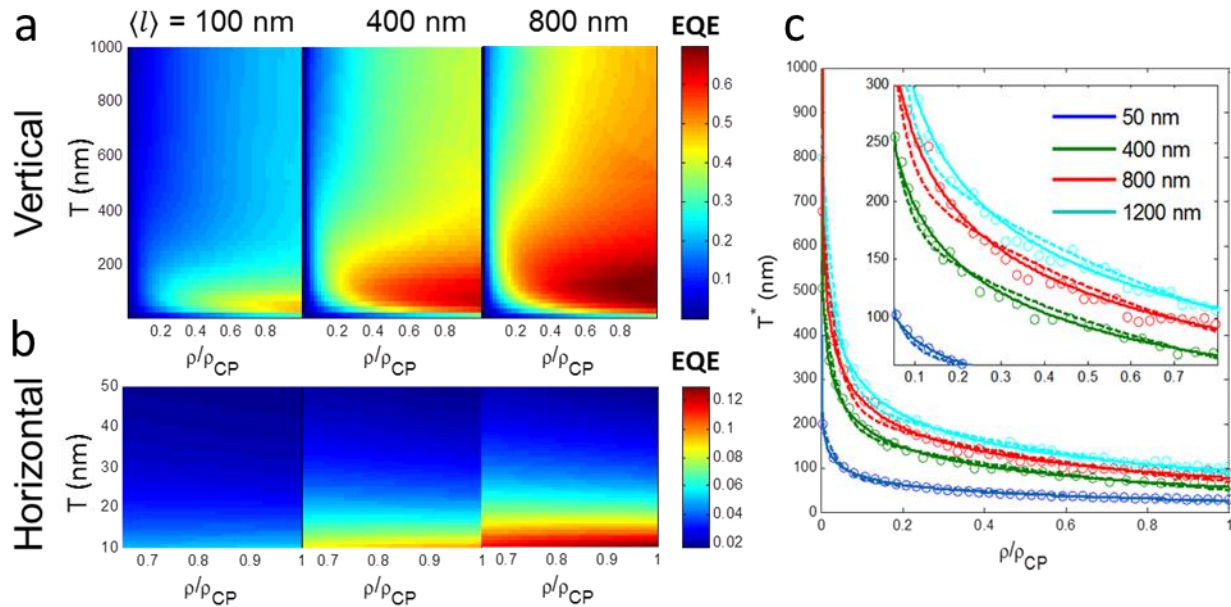 a
⟨l⟩ = 100 nm
400 nm
800 nm
EQE
Vertical
T (nm)
1000
800
600
400
200
0.2 0.4 0.6 0.8
0.2 0.4 0.6 0.8
0.2 0.4 0.6 0.8
ρ/ρCP
ρ/ρCP
ρ/ρCP
0.6
0.5
0.4
0.3
0.2
0.1
b
EQE
Horizontal
T (nm)
50
40
30
20
10
0.7 0.8 0.9 1
0.7 0.8 0.9 1
0.7 0.8 0.9 1
ρ/ρCP
ρ/ρCP
ρ/ρCP
0.12
0.10
0.08
0.06
0.04
0.02
c
T* (nm)
1000
900
800
700
600
500
400
300
200
100
0
0 0.2 0.4 0.6 0.8 1
ρ/ρCP
300
250
200
150
100
0.1 0.2 0.3 0.4 0.5 0.6 0.7
50 nm
400 nm
800 nm
1200 nm